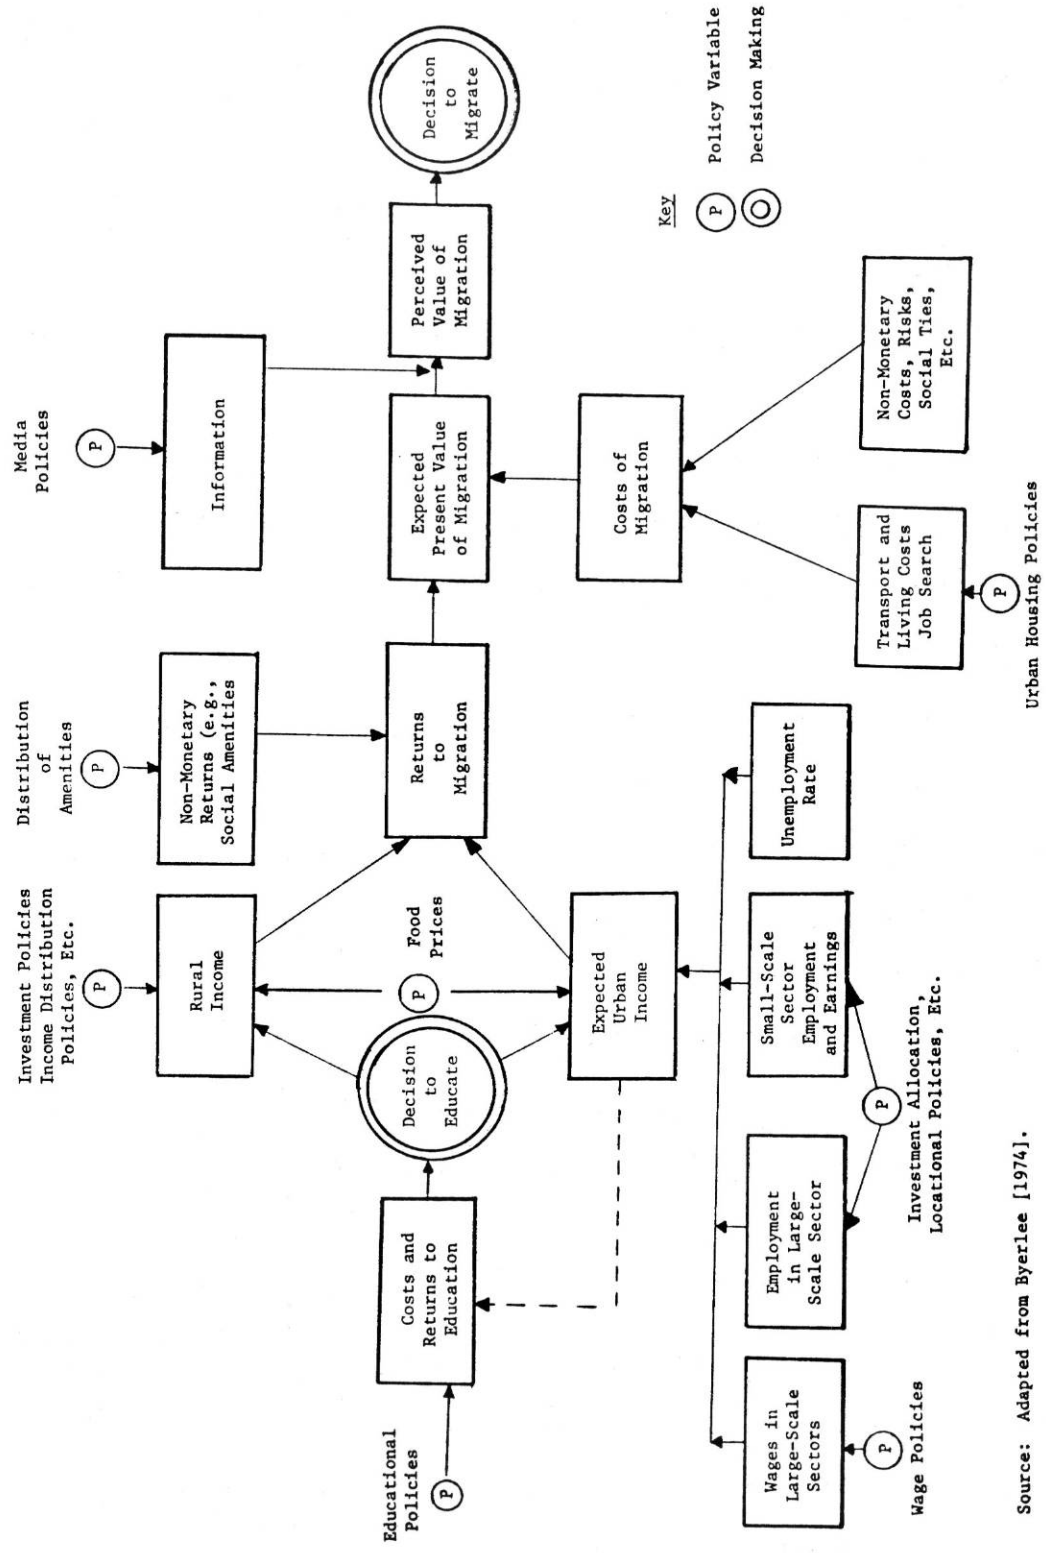 Media
Policies
P
Information
Distribution
of
Amenities
P
Non-Monetary
Returns (e.g.,
Social Amenities
Investment Policies
Income Distribution
Policies, Etc.
P
Rural
Income
Educational
Policies
P
Costs and
Returns to
Education
Decision
to
Educate
P
Food
Prices
Returns
to
Migration
Expected
Present Value
of Migration
Perceived
Value of
Migration
Decision
to
Migrate
Expected
Urban
Income
Costs of
Migration
Key
P
Policy Variable
Decision Making
Wages in
Large-Scale
Sectors
P
Wage Policies
Employment
in Large-
Scale Sector
Small-Scale
Sector
Employment
and Earnings
P
Investment Allocation,
Locational Policies, Etc.
Unemployment
Rate
Transport and
Living Costs
Job Search
P
Urban Housing Policies
Non-Monetary
Costs, Risks,
Social Ties,
Etc.
Source: Adapted from Byerlee [1974].